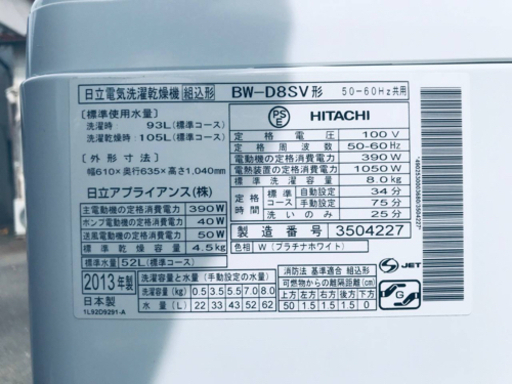 日立電気洗濯乾燥機 組込形 BW-D8SV形 50-60Hz共用
〔標準使用水量〕
洗濯時・・・・・・93L(標準コース)
洗濯乾燥時・・105L(標準コース)
〔外形寸法〕
幅610×奥行635×高さ1,040mm
日立アプライアンス(株)
主電動機の定格消費電力 390W
ポンプ電動機の定格消費電力 40W
送風電動機の定格消費電力 50W
標準乾燥容量 4.5kg
標準水量 52L(標準コース)
PSE HITACHI
定格電圧 100V
定格周波数 50-60Hz
電動機の定格消費電力 390W
電熱装置の定格消費電力 1050W
標準洗濯容量 8.0kg
定格時間 標準コース 自動設定 34分
手動設定 75分
洗いのみ 25分
製造番号 3504227
色相 W(プラチナホワイト)
2013年製
日本製
1L92D9291-A
洗濯容量と水量(手動設定の水量)
洗濯容量(kg) 0.5 3.5 5.5 7.0 8.0
水量(L) 22 33 43 52 62
消防法 基準適合 組込形
可燃物からの離隔距離(cm)
上方 左方 右方 後方 下方
50 1.5 1.5 1.5 0
S JET
G